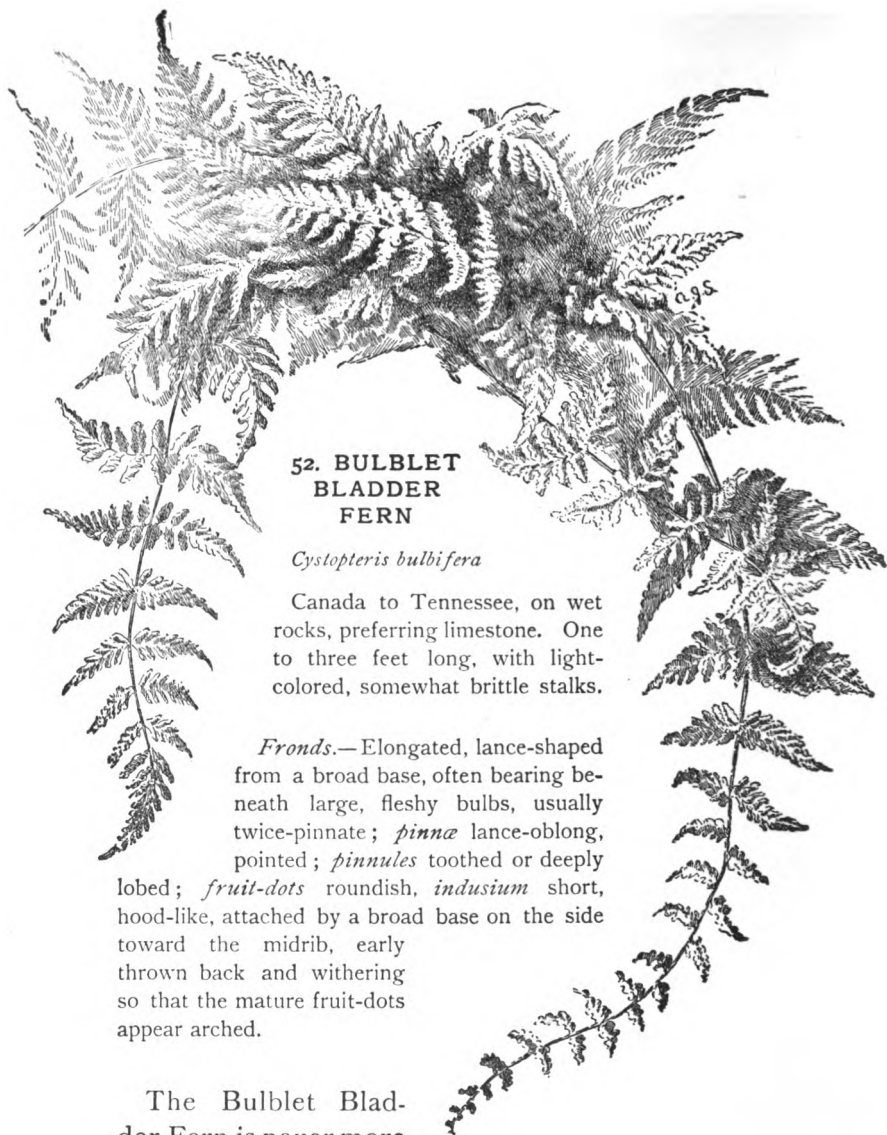 a.g.s.
52. BULBLET
BLADDER
FERN
Cystopteris bulbifera
Canada to Tennessee, on wet
rocks, preferring limestone. One
to three feet long, with light-
colored, somewhat brittle stalks.
Fronds.—Elongated, lance-shaped
from a broad base, often bearing be-
neath large, fleshy bulbs, usually
twice-pinnate ; pinnæ lance-oblong,
pointed ; pinnules toothed or deeply
lobed ; fruit-dots roundish, indusium short,
hood-like, attached by a broad base on the side
toward the midrib, early
thrown back and withering
so that the mature fruit-dots
appear arched.
The Bulblet Blad-
der Fern is never more